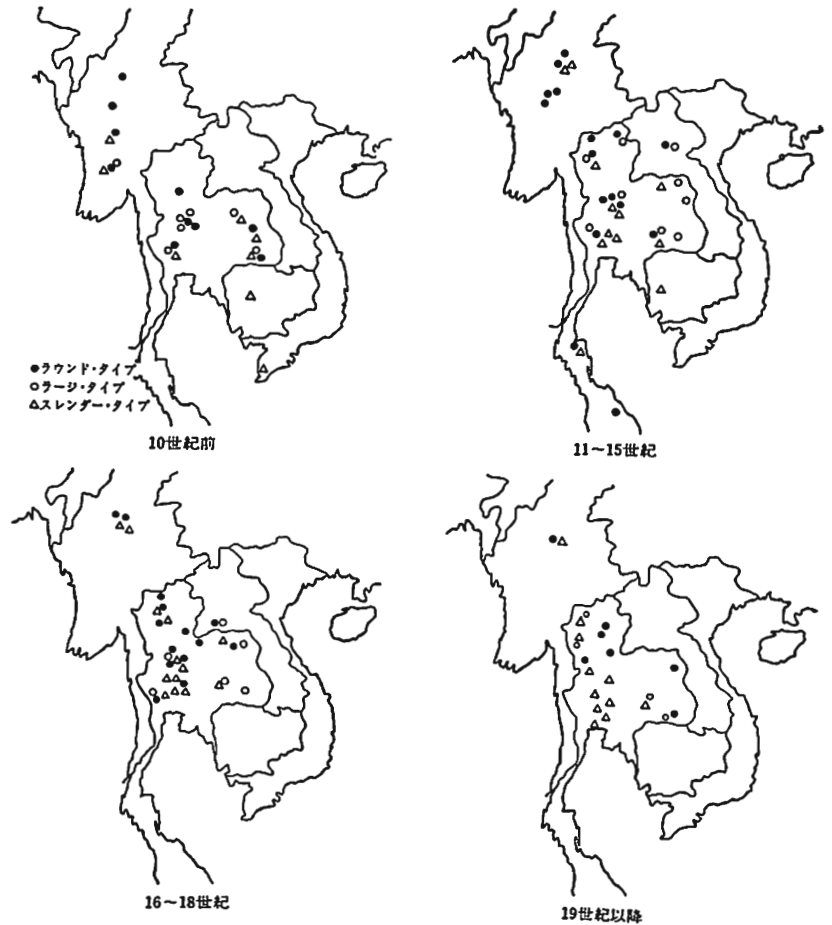 ●ラウンド・タイプ
○ラージ・タイプ
△スレンダー・タイプ
10世紀前
11～15世紀
16～18世紀
19世紀以降